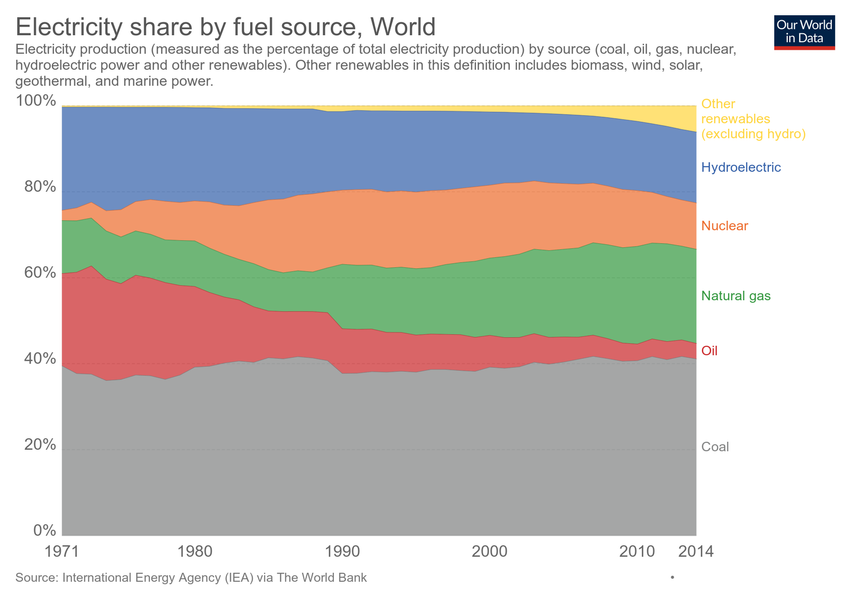 Electricity share by fuel source, World
Our World
in Data
Electricity production (measured as the percentage of total electricity production) by source (coal, oil, gas, nuclear,
hydroelectric power and other renewables). Other renewables in this definition includes biomass, wind, solar,
geothermal, and marine power.
100%
80%
60%
40%
20%
0%
Other
renewables
(excluding hydro)
Hydroelectric
Nuclear
Natural gas
Oil
Coal
1971 1980 1990 2000 2010 2014
Source: International Energy Agency (IEA) via The World Bank
•